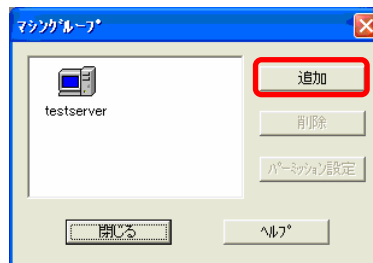 マシングループ
追加
testserver
削除
パーミッション設定
閉じる
ヘルプ